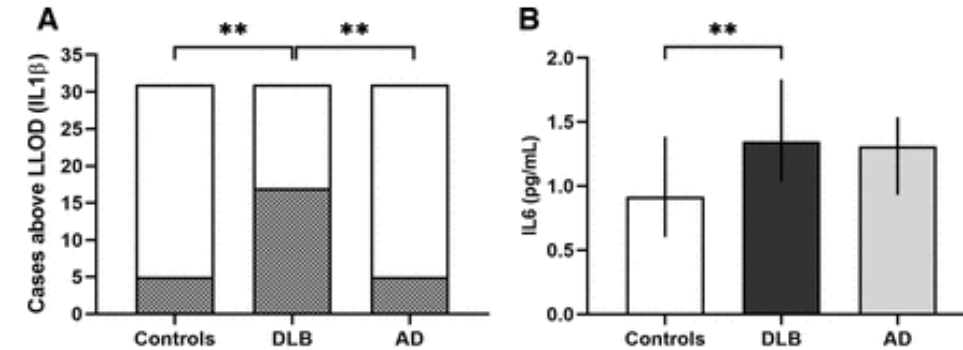 A
** **
Cases above LLOD (IL1β)
35
30
25
20
15
10
5
0
Controls DLB AD
B
**
IL6 (pg/mL)
2.0
1.5
1.0
0.5
0.0
Controls DLB AD